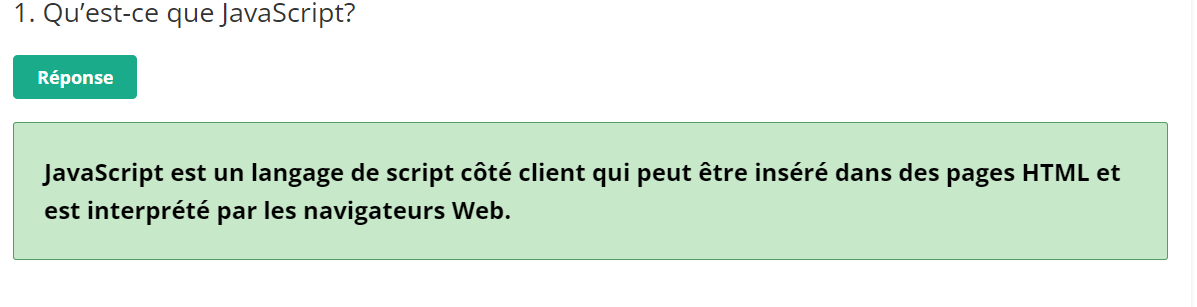 1. Qu’est-ce que JavaScript?
Réponse
JavaScript est un langage de script côté client qui peut être inséré dans des pages HTML et
est interprété par les navigateurs Web.